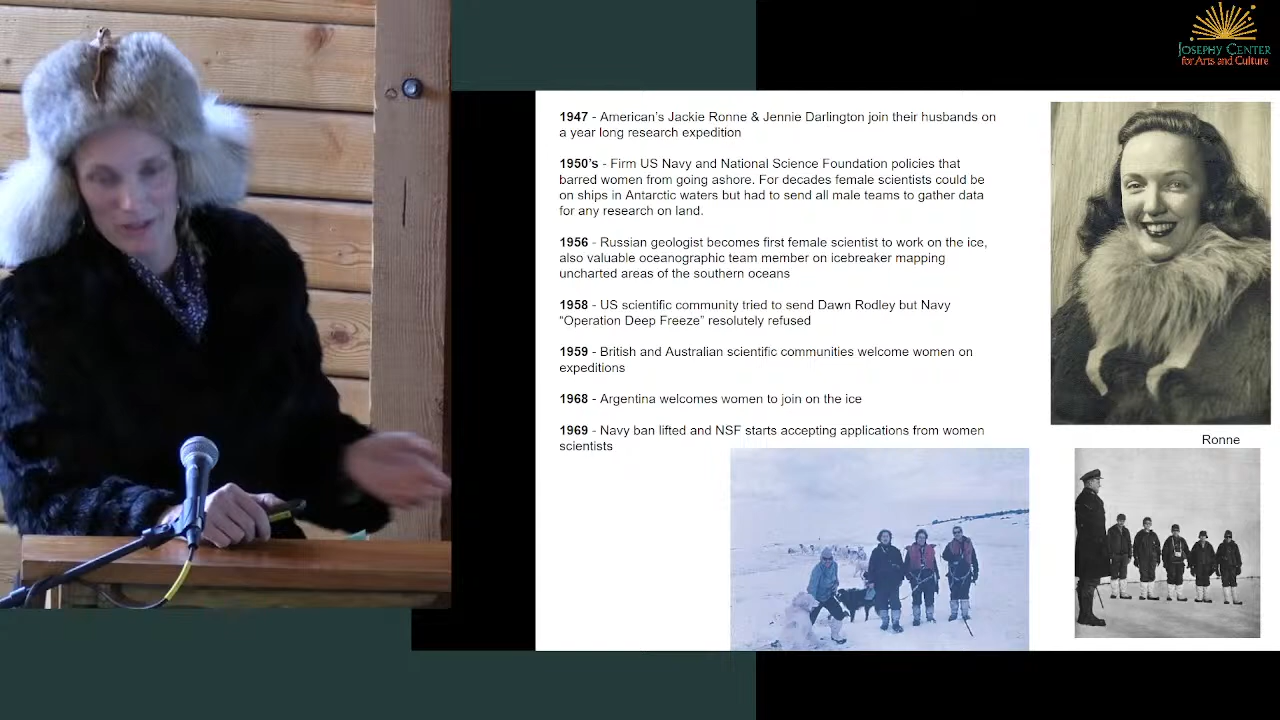 JOSEPHY CENTER
for Arts and Culture
1947 - American's Jackie Ronne & Jennie Darlington join their husbands on
a year long research expedition
1950's - Firm US Navy and National Science Foundation policies that
barred women from going ashore. For decades female scientists could be
on ships in Antarctic waters but had to send all male teams to gather data
for any research on land.
1956 - Russian geologist becomes first female scientist to work on the ice,
also valuable oceanographic team member on icebreaker mapping
uncharted areas of the southern oceans
1958 - US scientific community tried to send Dawn Rodley but Navy
"Operation Deep Freeze" resolutely refused
1959 - British and Australian scientific communities welcome women on
expeditions
1968 - Argentina welcomes women to join on the ice
1969 - Navy ban lifted and NSF starts accepting applications from women
scientists
Ronne